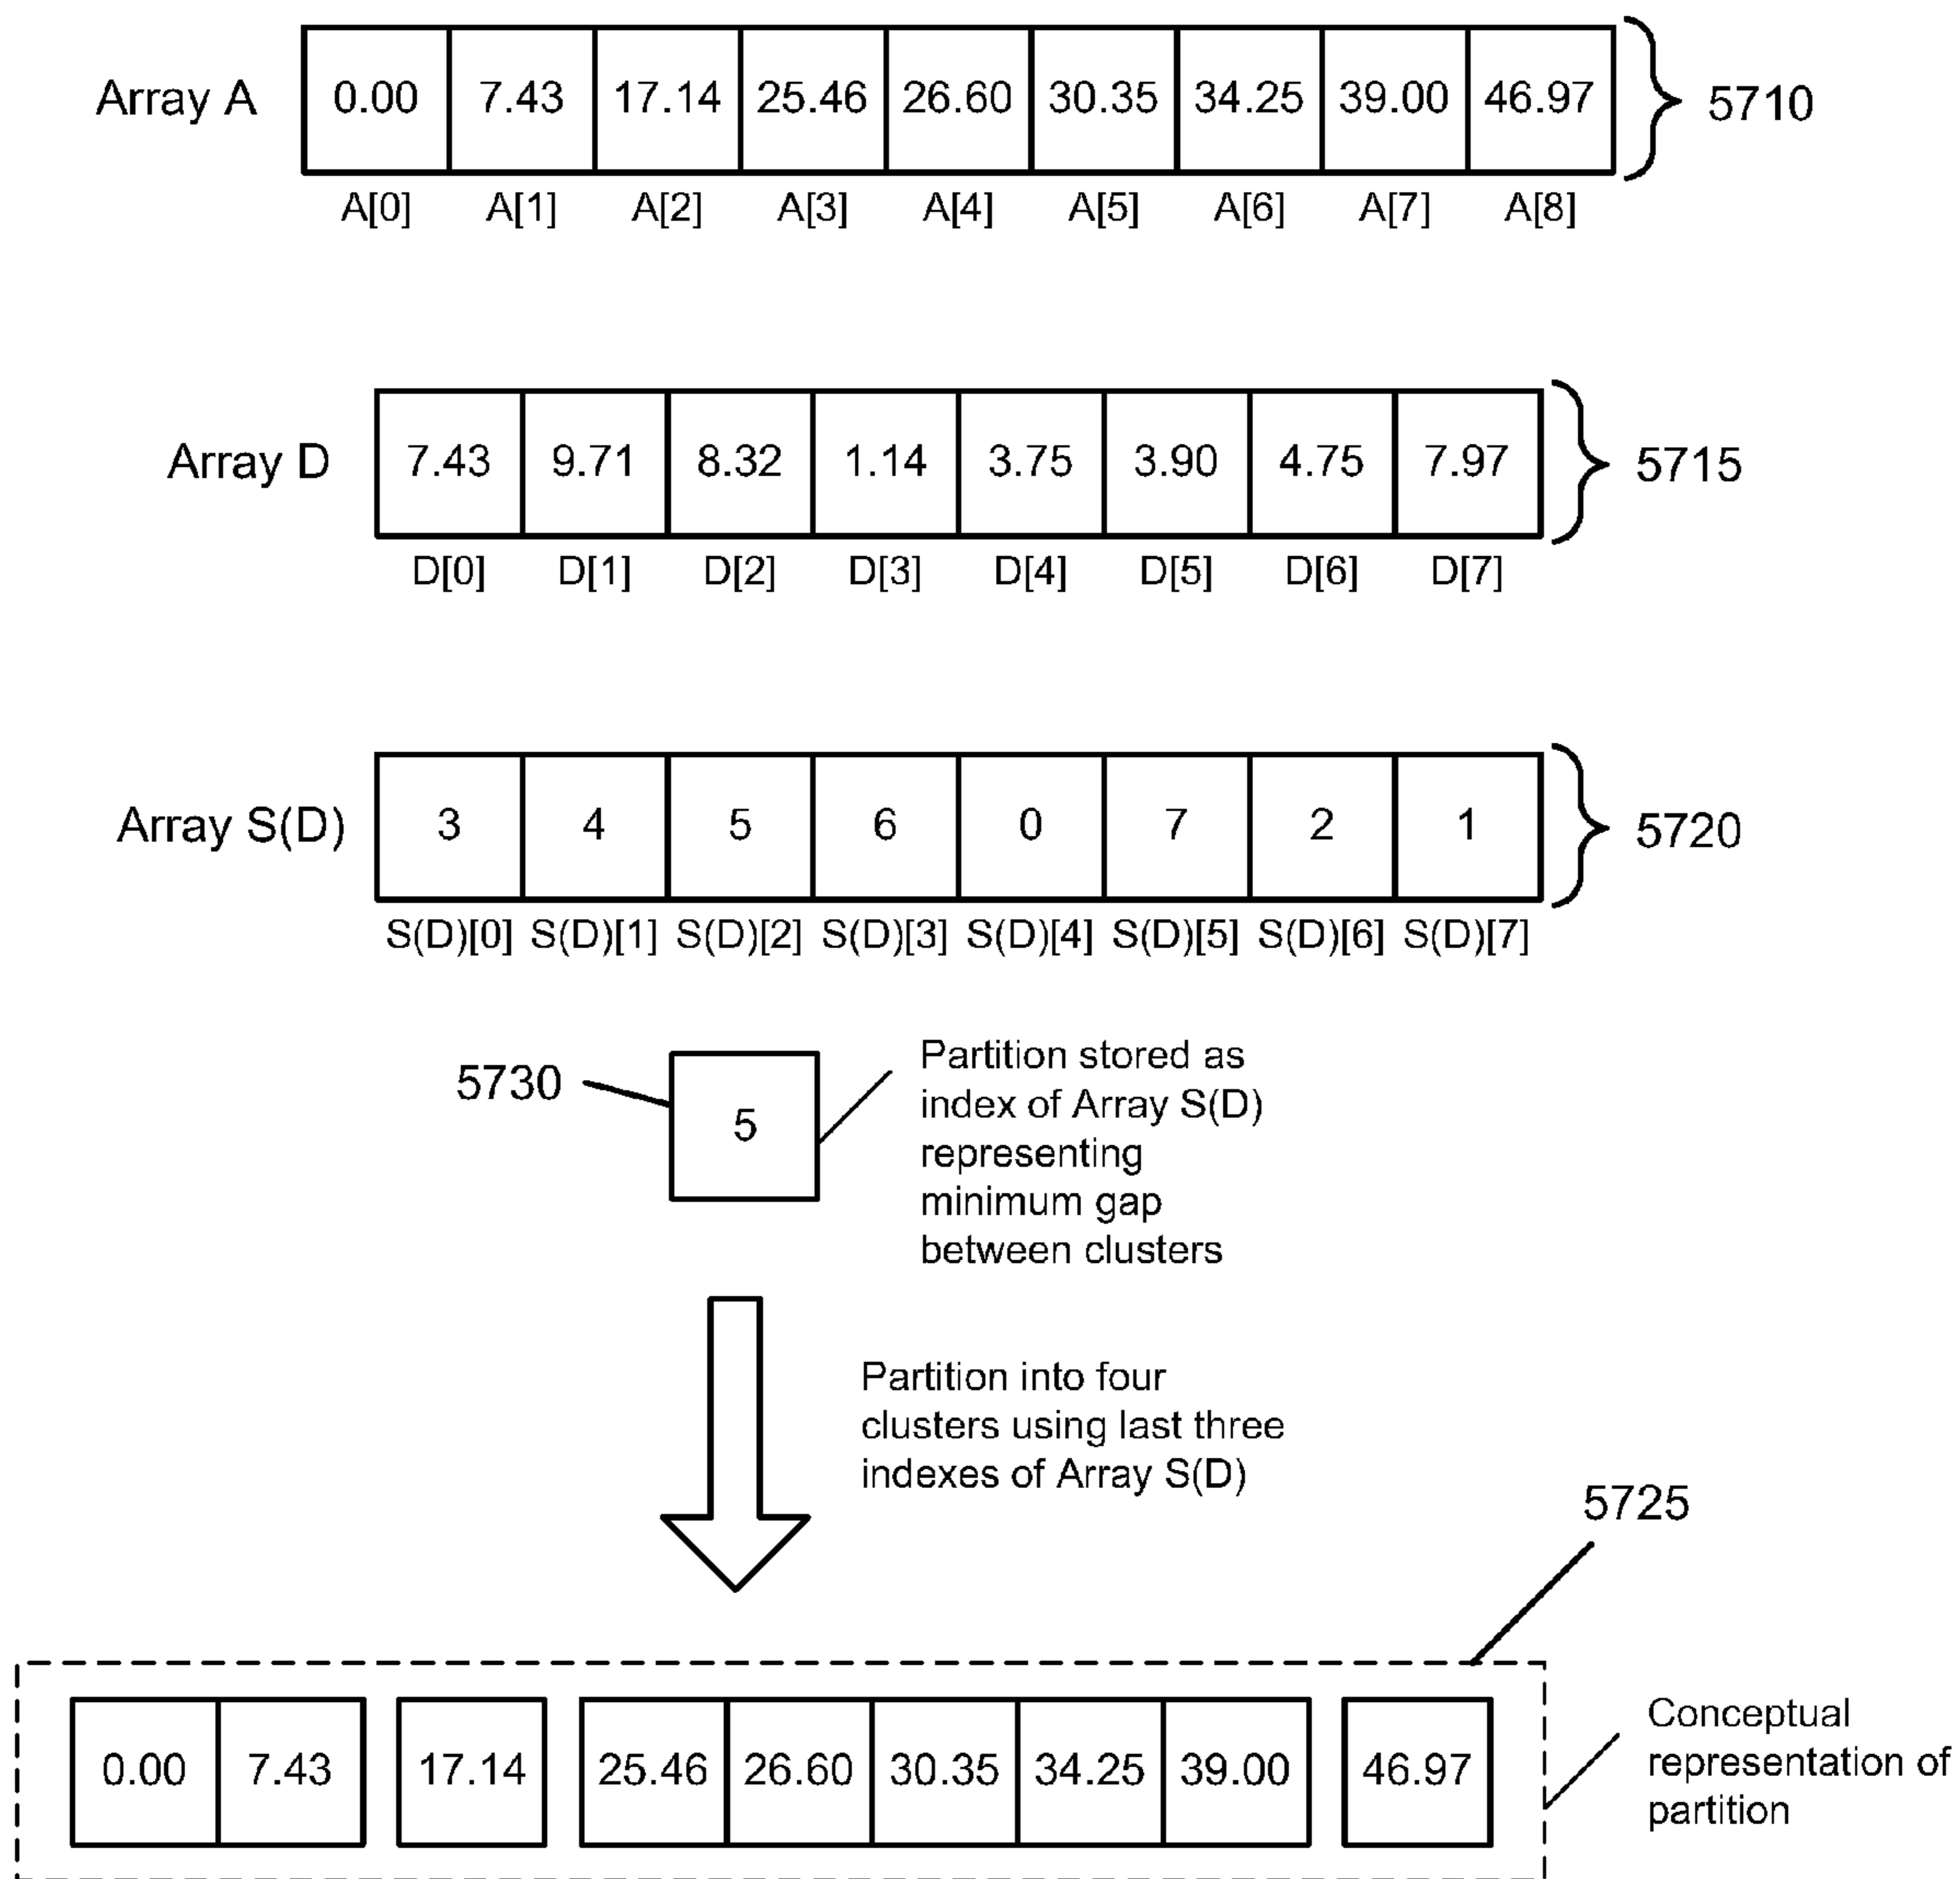 Array A 0.00 7.43 17.14 25.46 26.60 30.35 34.25 39.00 46.97 5710
A[0] A[1] A[2] A[3] A[4] A[5] A[6] A[7] A[8]
Array D 7.43 9.71 8.32 1.14 3.75 3.90 4.75 7.97 5715
D[0] D[1] D[2] D[3] D[4] D[5] D[6] D[7]
Array S(D) 3 4 5 6 0 7 2 1 5720
S(D)[0] S(D)[1] S(D)[2] S(D)[3] S(D)[4] S(D)[5] S(D)[6] S(D)[7]
5730
5
Partition stored as
index of Array S(D)
representing
minimum gap
between clusters
Partition into four
clusters using last three
indexes of Array S(D)
5725
0.00 7.43 17.14 25.46 26.60 30.35 34.25 39.00 46.97
Conceptual
representation of
partition